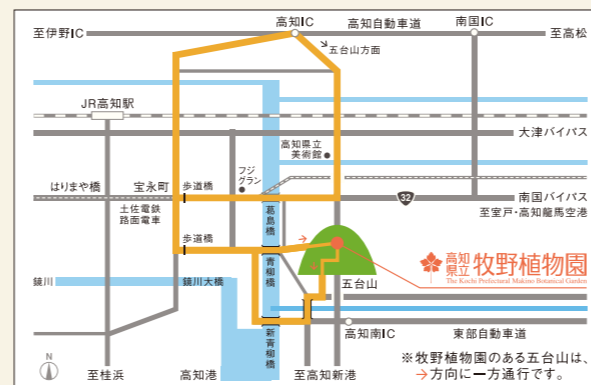 至伊野IC
高知IC
高知自動車道
南国IC
至高松
五台山方面
JR高知駅
大津バイパス
高知県立
美術館
フジ
グラン
はりまや橋
宝永町
歩道橋
32
南国バイパス
土佐電鉄
路面電車
葛島橋
至室戸・高知龍馬空港
歩道橋
青柳橋
高知
県立
牧野植物園
The Kochi Prefectural Makino Botanical Garden
鏡川
鏡川大橋
五台山
新青柳橋
高知南IC
東部自動車道
N
至桂浜
高知港
至高知新港
※牧野植物園のある五台山は、
→方向に一方通行です。